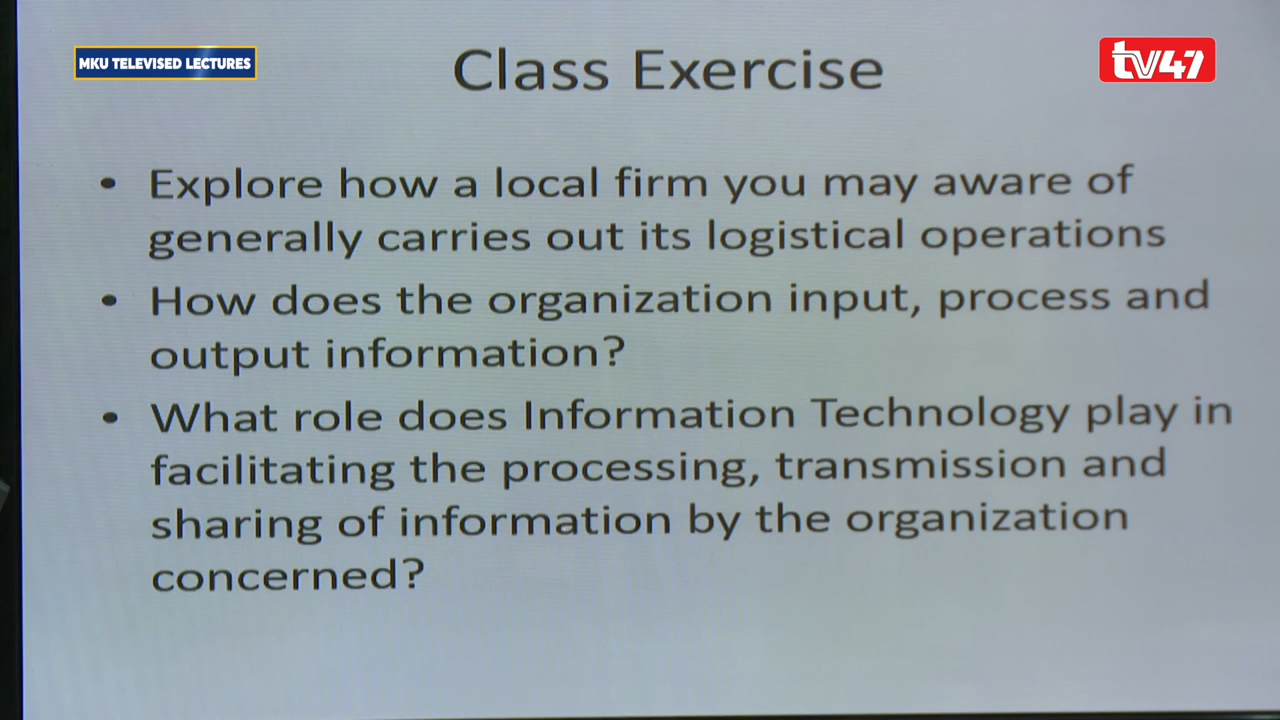 MKU TELEVISED LECTURES
tv47
Class Exercise
• Explore how a local firm you may aware of
generally carries out its logistical operations
• How does the organization input, process and
output information?
• What role does Information Technology play in
facilitating the processing, transmission and
sharing of information by the organization
concerned?